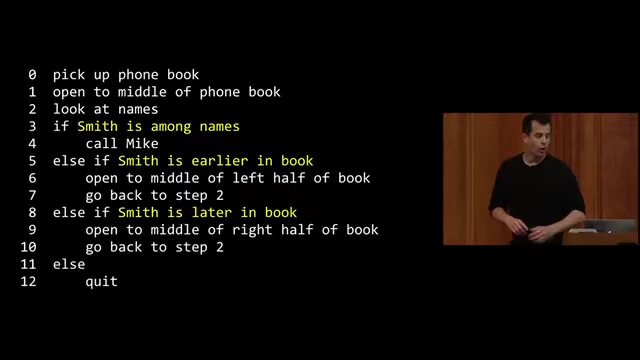 0 pick up phone book
1 open to middle of phone book
2 look at names
3 if Smith is among names
4 call Mike
5 else if Smith is earlier in book
6 open to middle of left half of book
7 go back to step 2
8 else if Smith is later in book
9 open to middle of right half of book
10 go back to step 2
11 else
12 quit